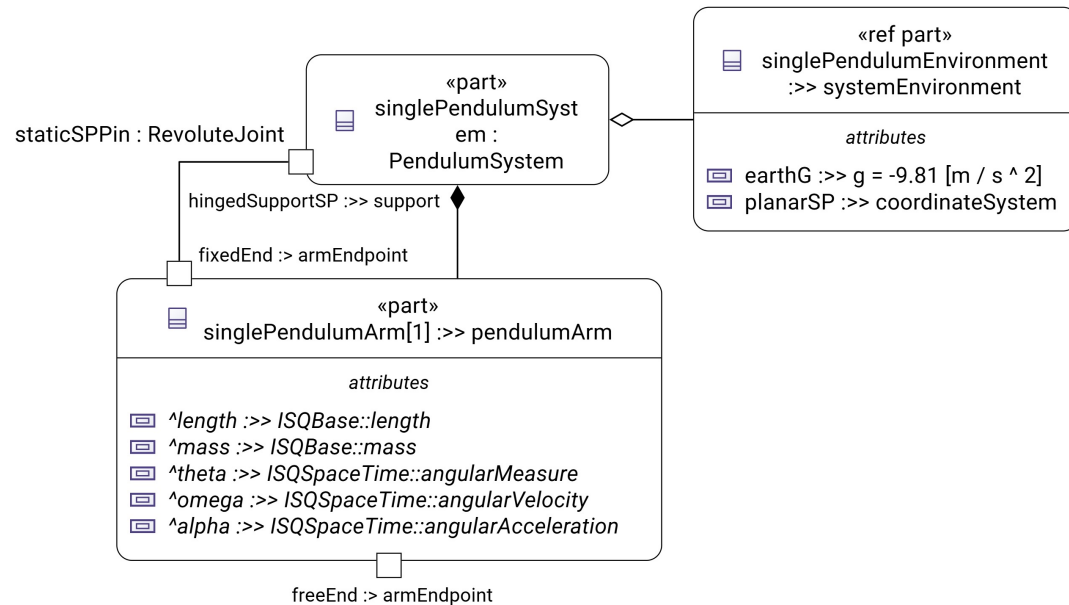 «ref part»
singlePendulumEnvironment
:>> systemEnvironment
attributes
earthG :>> g = -9.81 [m / s ^ 2]
planarSP :>> coordinateSystem
«part»
singlePendulumSyst
em :
PendulumSystem
staticSPPin : RevoluteJoint
hingedSupportSP :>> support
fixedEnd :> armEndpoint
«part»
singlePendulumArm[1] :>> pendulumArm
attributes
^length :>> ISQBase::length
^mass :>> ISQBase::mass
^theta :>> ISQSpaceTime::angularMeasure
^omega :>> ISQSpaceTime::angularVelocity
^alpha :>> ISQSpaceTime::angularAcceleration
freeEnd :> armEndpoint